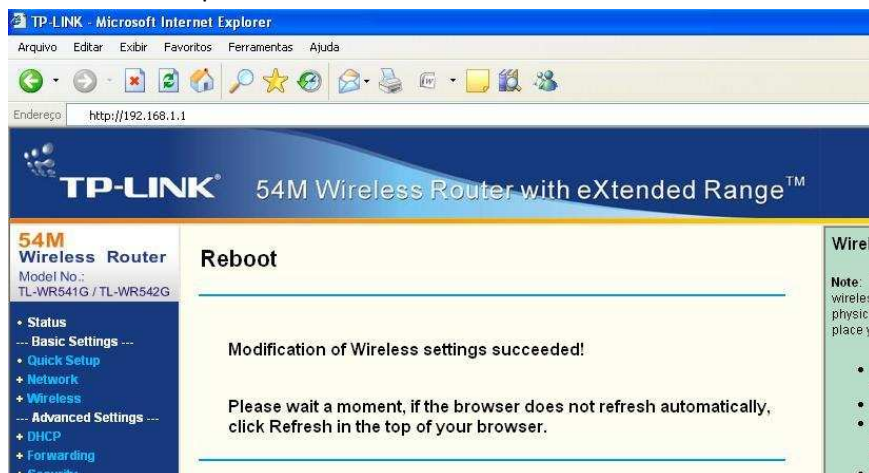 TP-LINK - Microsoft Internet Explorer
Arquivo Editar Exibir Favoritos Ferramentas Ajuda
Endereço http://192.168.1.1
TP-LINK® 54M Wireless Router with eXtended Range™
54M
Wireless Router
Model No.:
TL-WR541G / TL-WR542G
• Status
--- Basic Settings ---
• Quick Setup
+ Network
+ Wireless
--- Advanced Settings ---
+ DHCP
+ Forwarding
+ Security
Reboot
Modification of Wireless settings succeeded!
Please wait a moment, if the browser does not refresh automatically,
click Refresh in the top of your browser.
Note: